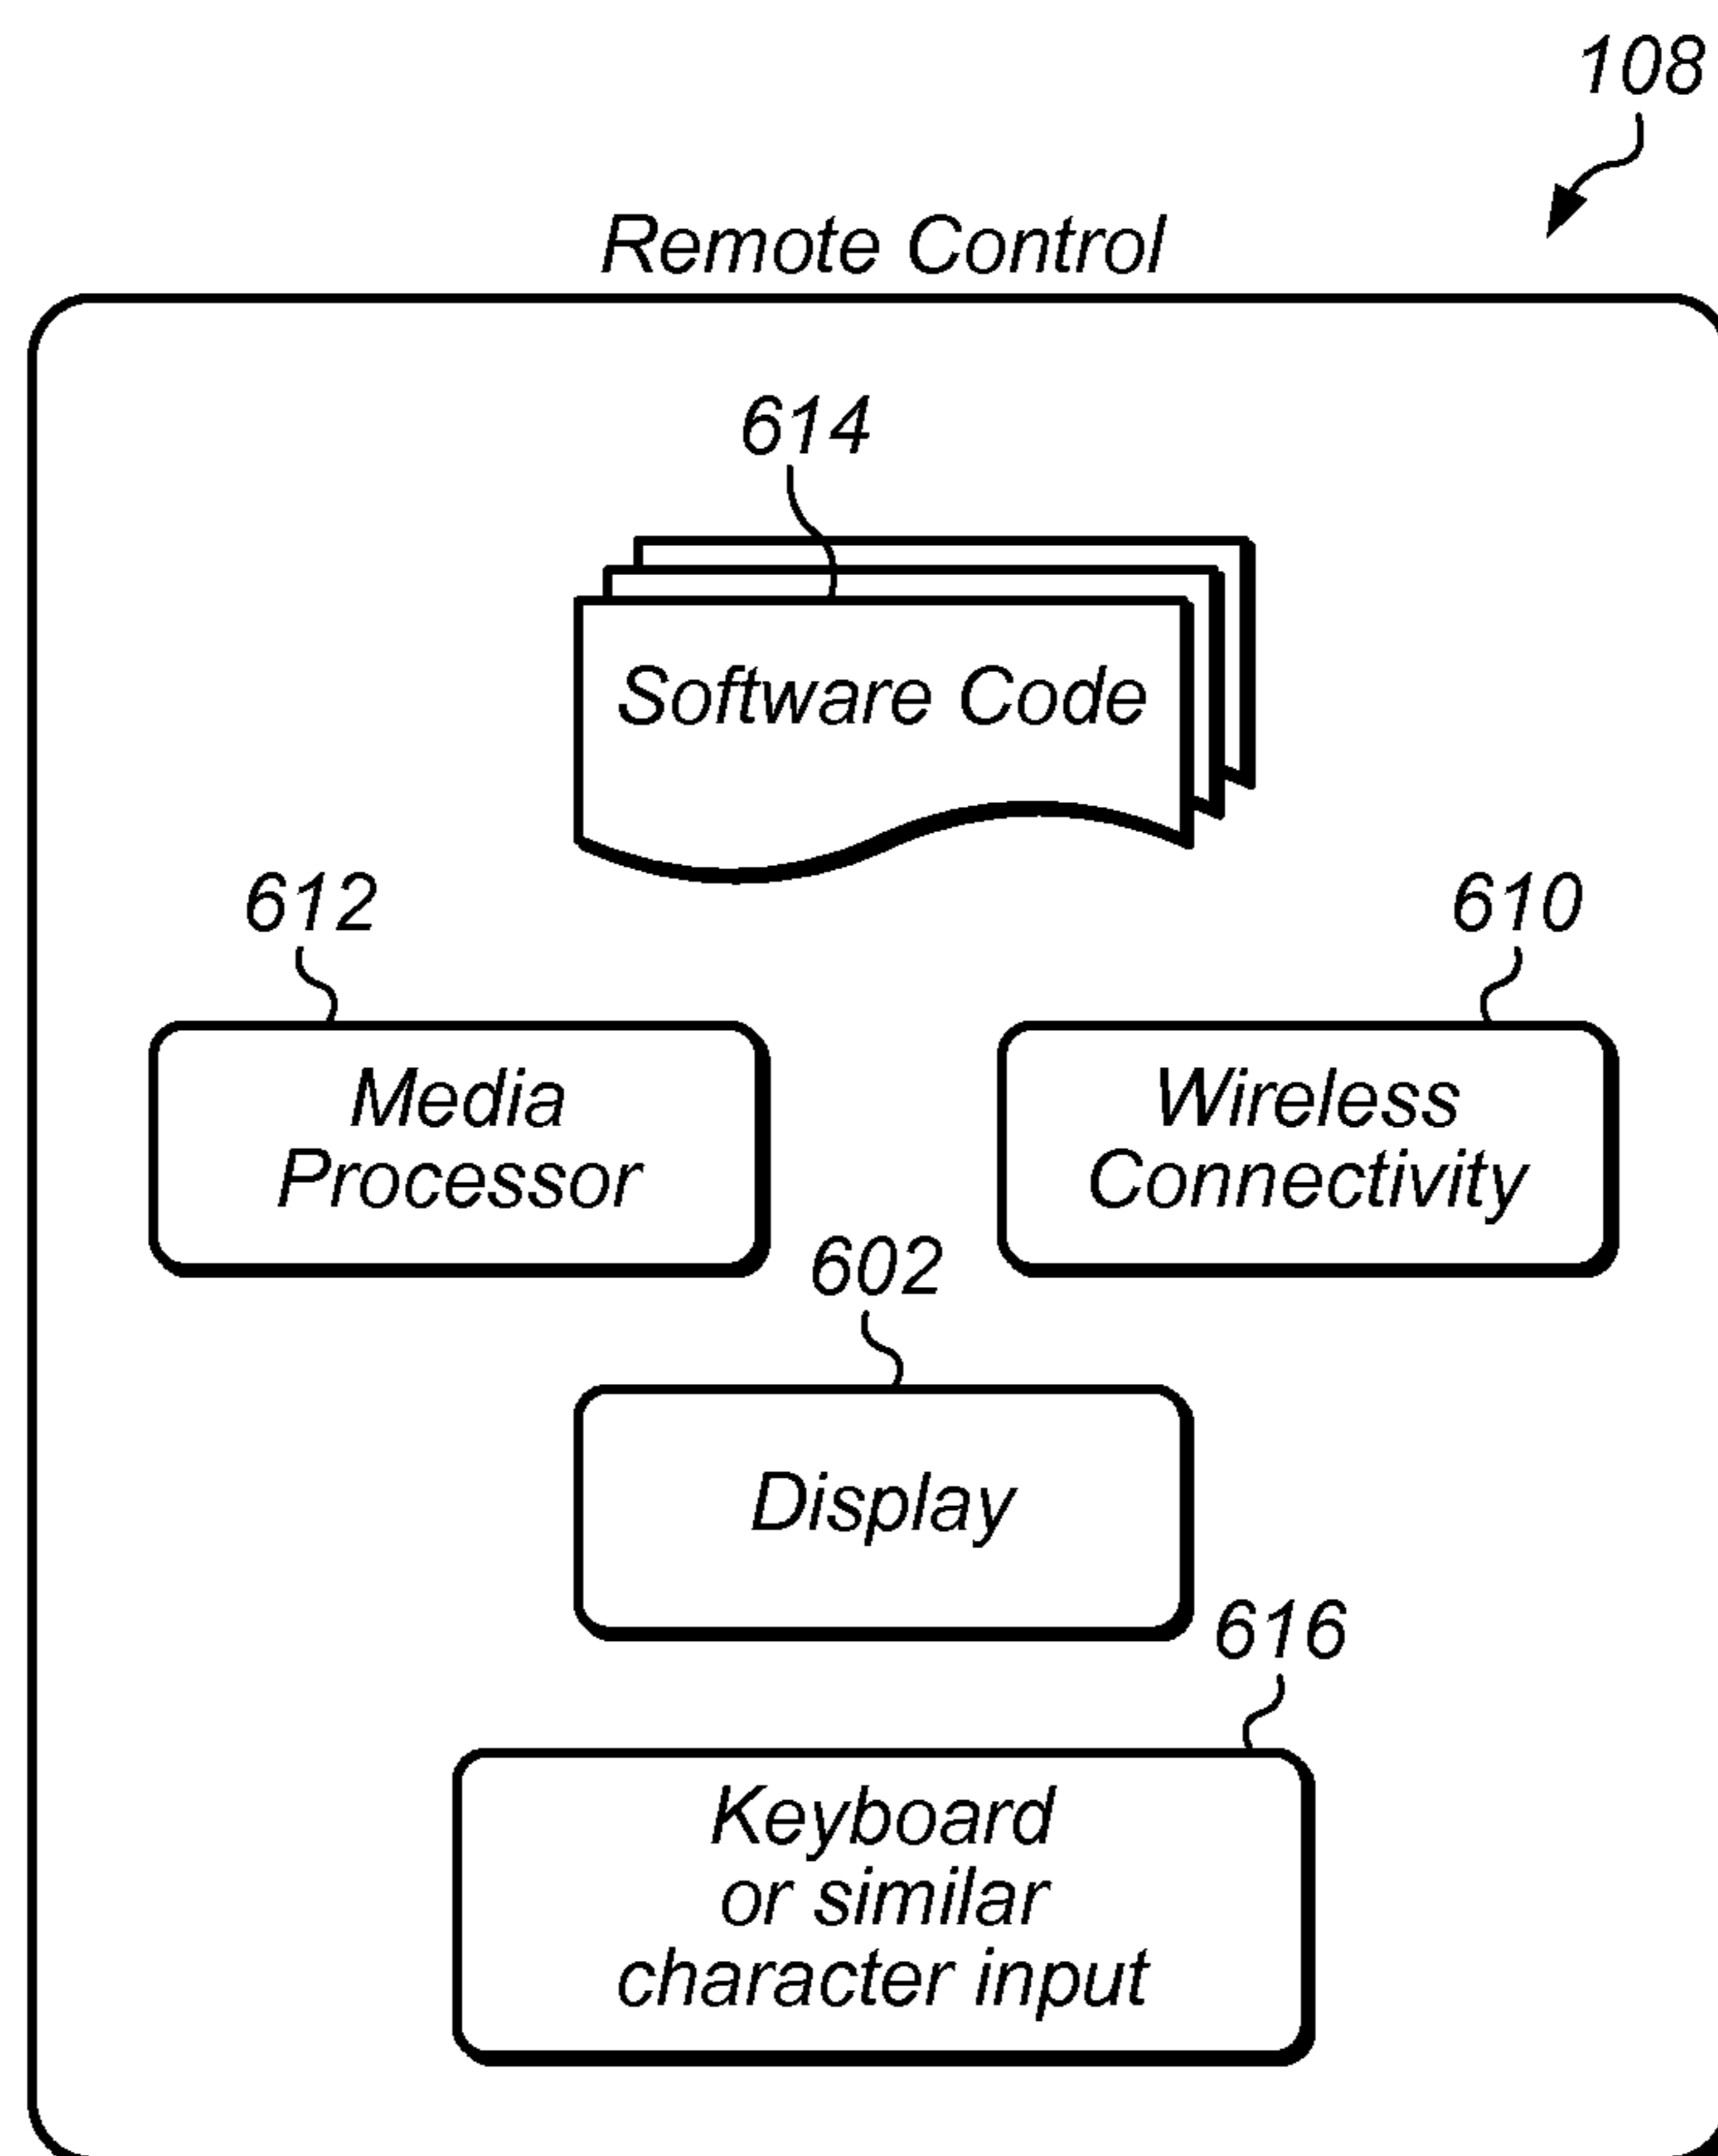 108
Remote Control
614
Software Code
612
610
Media
Processor
Wireless
Connectivity
602
Display
616
Keyboard
or similar
character input